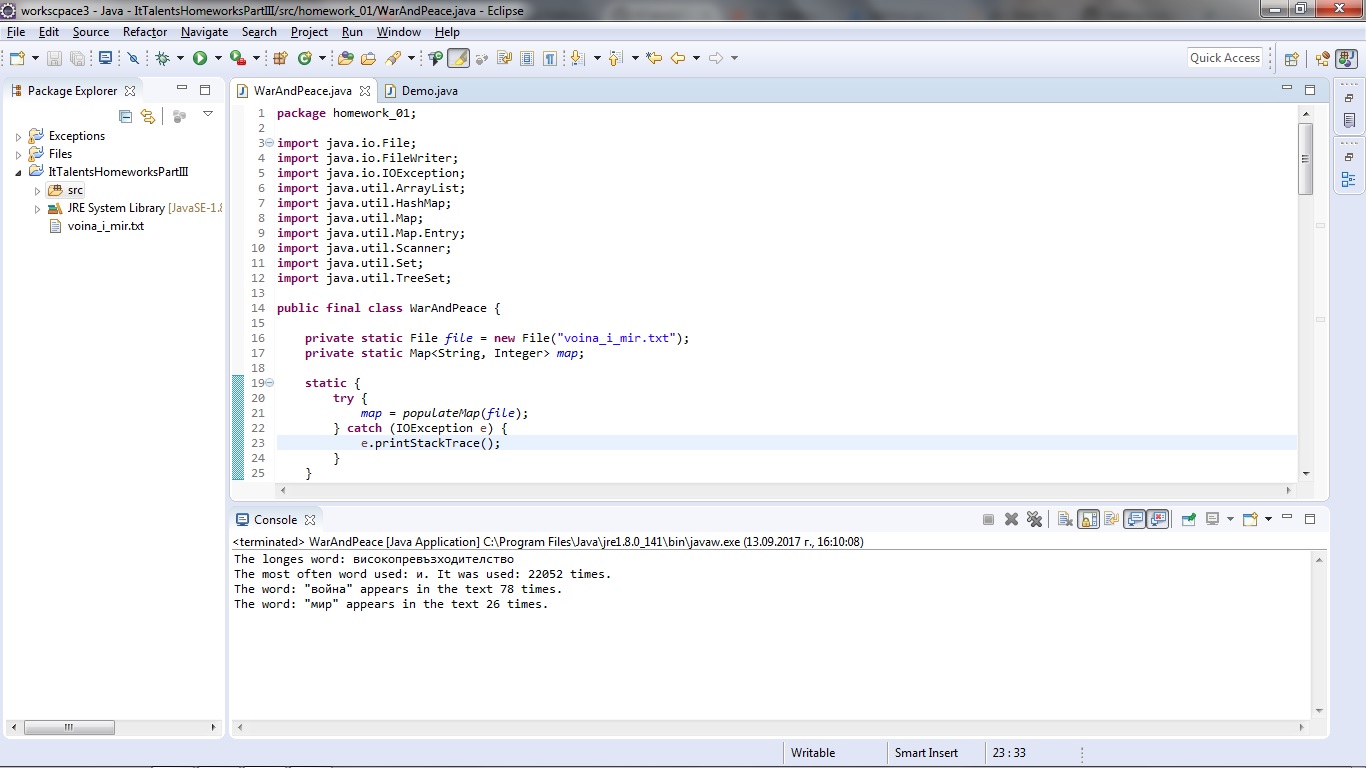 workscpace3 - Java - ItTalentsHomeworksPartIII/src/homework_01/WarAndPeace.java - Eclipse
File Edit Source Refactor Navigate Search Project Run Window Help
Quick Access
Package Explorer
Exceptions
Files
ItTalentsHomeworksPartIII
src
JRE System Library [JavaSE-1.8
voina_i_mir.txt
WarAndPeace.java Demo.java
1 package homework_01;
2
3 import java.io.File;
4 import java.io.FileWriter;
5 import java.io.IOException;
6 import java.util.ArrayList;
7 import java.util.HashMap;
8 import java.util.Map;
9 import java.util.Map.Entry;
10 import java.util.Scanner;
11 import java.util.Set;
12 import java.util.TreeSet;
13
14 public final class WarAndPeace {
15
16 private static File file = new File("voina_i_mir.txt");
17 private static Map<String, Integer> map;
18
19 static {
20 try {
21 map = populateMap(file);
22 } catch (IOException e) {
23 e.printStackTrace();
24 }
25 }
Console
<terminated> WarAndPeace [Java Application] C:\Program Files\Java\jre1.8.0_141\bin\javaw.exe (13.09.2017 г., 16:10:08)
The longes word: високопревъзходителство
The most often word used: и. It was used: 22052 times.
The word: "война" appears in the text 78 times.
The word: "мир" appears in the text 26 times.
Writable Smart Insert 23 : 33